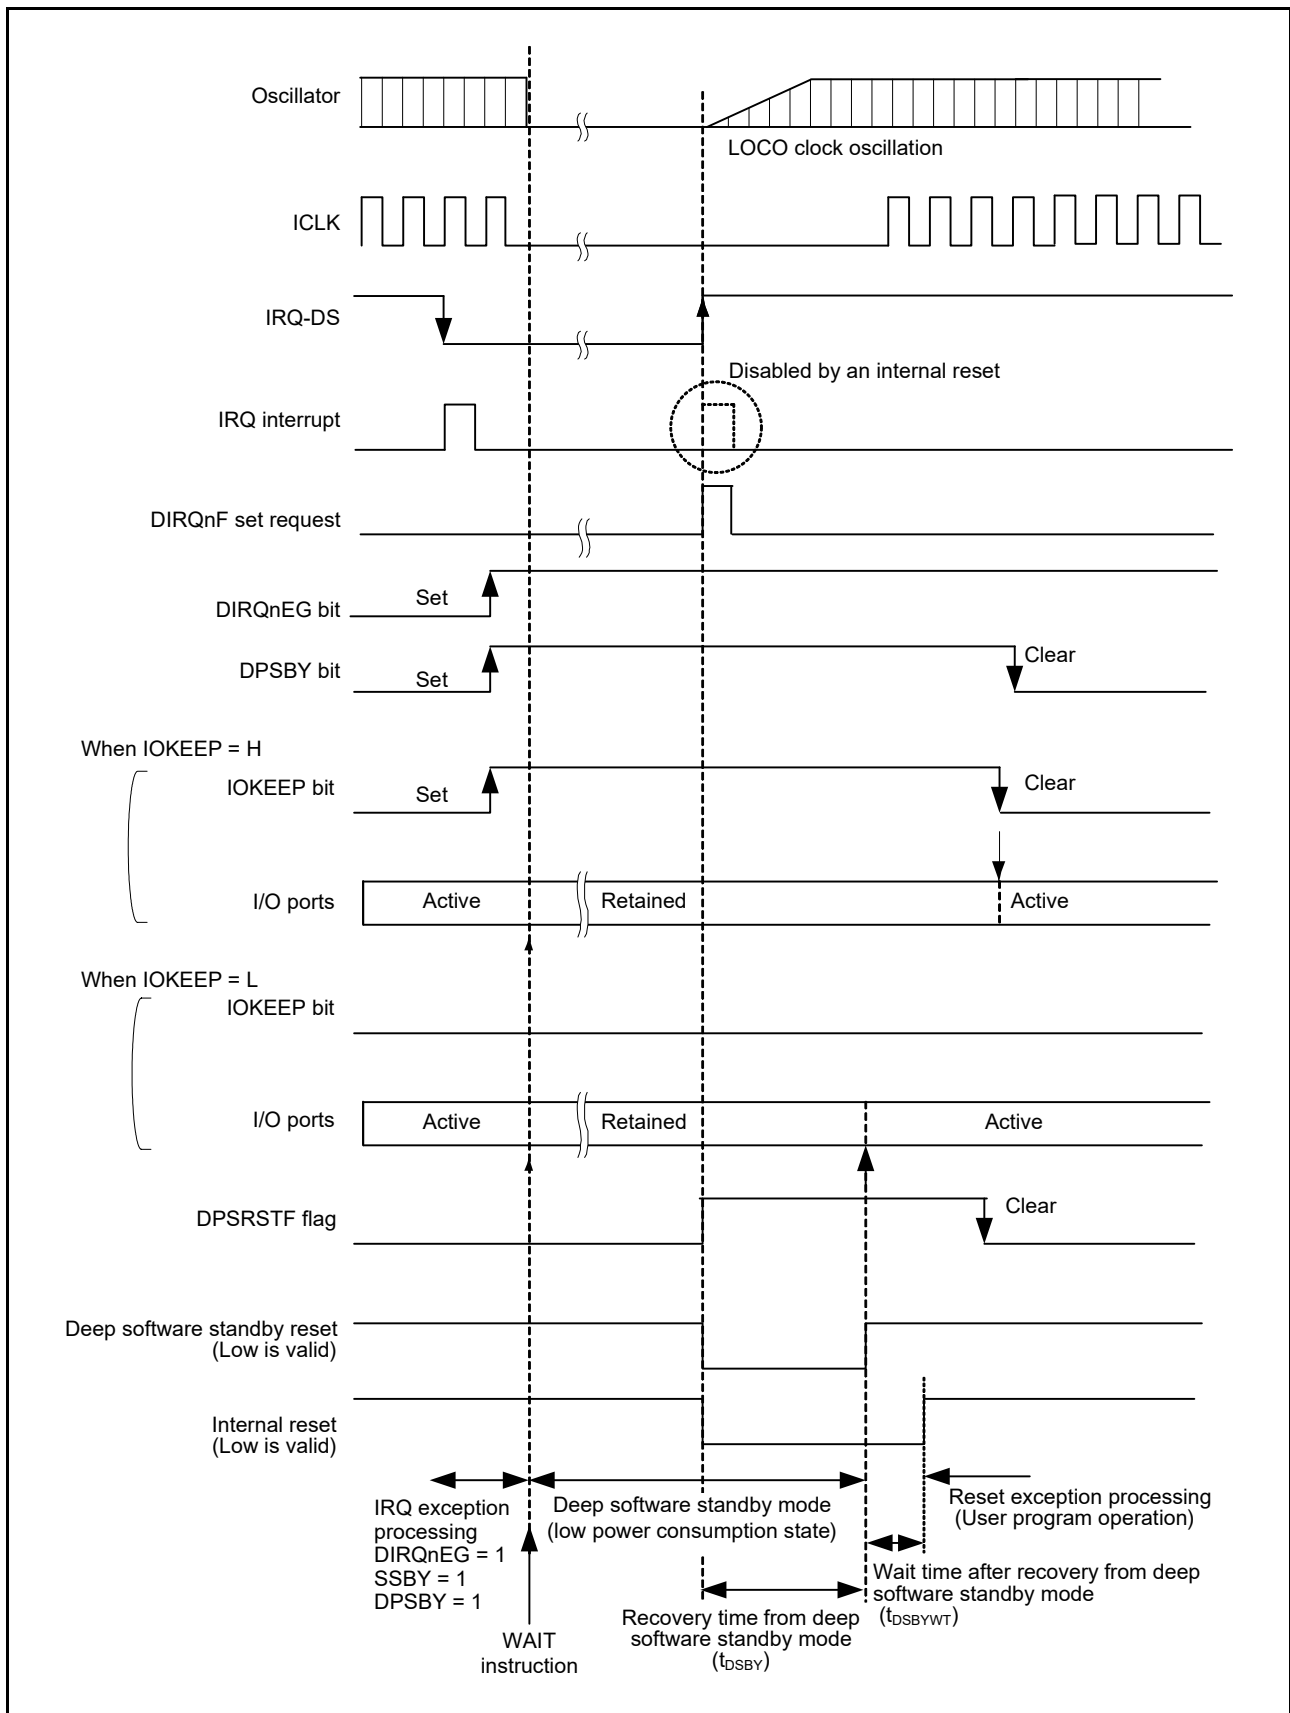 Oscillator
LOCO clock oscillation
ICLK
IRQ-DS
Disabled by an internal reset
IRQ interrupt
DIRQnF set request
Set
DIRQnEG bit
Clear
DPSBY bit
Set
When IOKEEP = H
IOKEEP bit
Set
Clear
I/O ports
Active
Retained
Active
When IOKEEP = L
IOKEEP bit
I/O ports
Active
Retained
Active
DPSRSTF flag
Clear
Deep software standby reset
(Low is valid)
Internal reset
(Low is valid)
IRQ exception
processing
DIRQnEG = 1
SSBY = 1
DPSBY = 1
Deep software standby mode
(low power consumption state)
Reset exception processing
(User program operation)
Wait time after recovery from deep
software standby mode
(tDSBYWT)
Recovery time from deep
software standby mode
(tDSBY)
WAIT
instruction